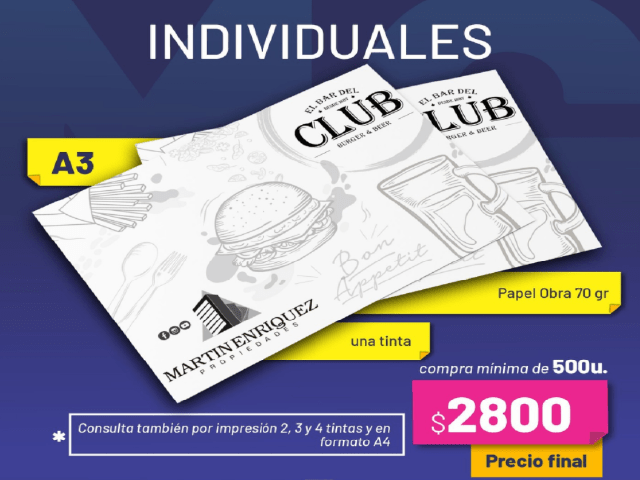 INDIVIDUALES
A3
EL BAR DEL
CLUB
BURGER & BEER
EL BAR DEL
LUB
& BEER
Bon
Appetit
MARTIN ENRIQUEZ
PROPIEDADES
Papel Obra 70 gr
una tinta
compra mínima de 500u.
$2800
Precio final
* Consulta también por impresión 2, 3 y 4 tintas y en
formato A4